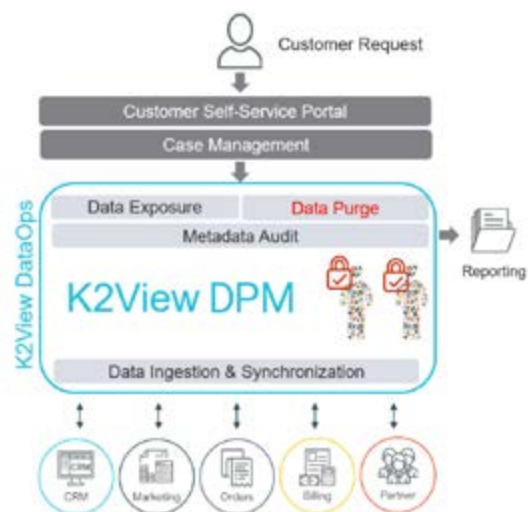 Customer Request
Customer Self-Service Portal
Case Management
Data Exposure
Data Purge
Metadata Audit
K2View DataOps
K2View DPM
Reporting
Data Ingestion & Synchronization
CRM
CRM
Marketing
Orders
Billing
Partner